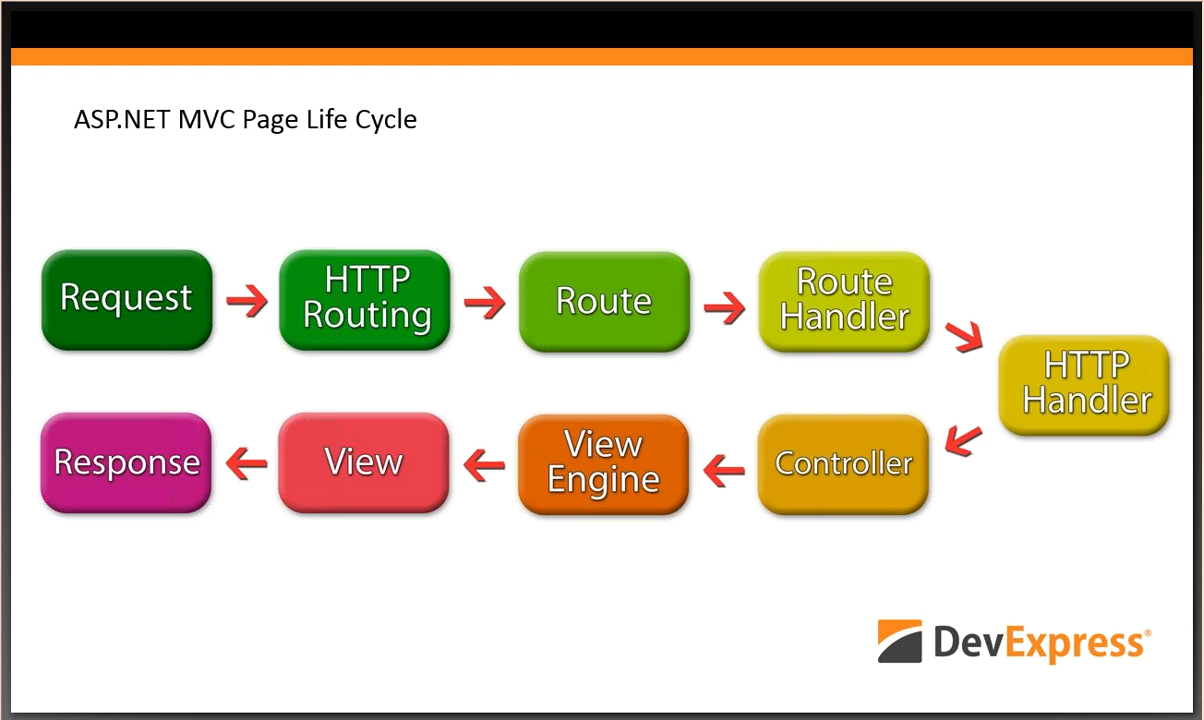 ASP.NET MVC Page Life Cycle
Request
HTTP
Routing
Route
Route
Handler
HTTP
Handler
Controller
View
Engine
View
Response
DevExpress®